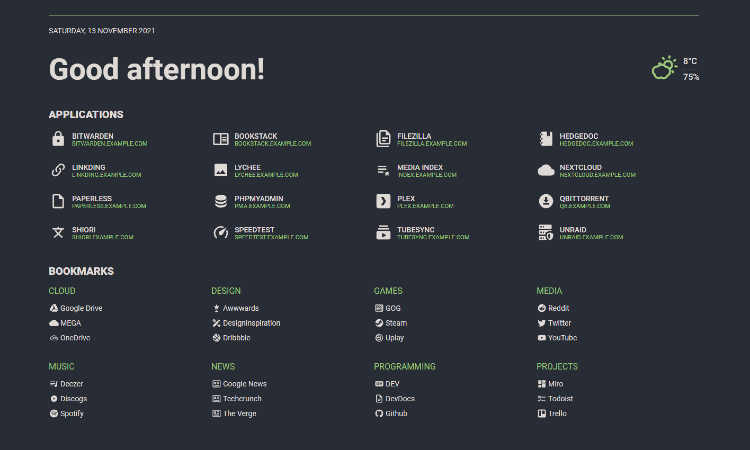 SATURDAY, 13 NOVEMBER 2021
Good afternoon!
8°C
75%
APPLICATIONS
BITWARDEN
BITWARDEN.EXAMPLE.COM
BOOKSTACK
BOOKSTACK.EXAMPLE.COM
FILEZILLA
FILEZILLA.EXAMPLE.COM
HEDGEDOC
HEDGEDOC.EXAMPLE.COM
LINKDING
LINKDING.EXAMPLE.COM
LYCHEE
LYCHEE.EXAMPLE.COM
MEDIA INDEX
INDEX.EXAMPLE.COM
NEXTCLOUD
NEXTCLOUD.EXAMPLE.COM
PAPERLESS
PAPERLESS.EXAMPLE.COM
PHPMYADMIN
PMA.EXAMPLE.COM
PLEX
PLEX.EXAMPLE.COM
QBITTORRENT
QB.EXAMPLE.COM
SHIORI
SHIORI.EXAMPLE.COM
SPEEDTEST
SPEEDTEST.EXAMPLE.COM
TUBESYNC
TUBESYNC.EXAMPLE.COM
UNRAID
UNRAID.EXAMPLE.COM
BOOKMARKS
CLOUD
Google Drive
MEGA
OneDrive
DESIGN
Awwwards
Designinspiration
Dribbble
GAMES
GOG
Steam
Uplay
MEDIA
Reddit
Twitter
YouTube
MUSIC
Deezer
Discogs
Spotify
NEWS
Google News
Techcrunch
The Verge
PROGRAMMING
DEV
DevDocs
Github
PROJECTS
Miro
Todoist
Trello